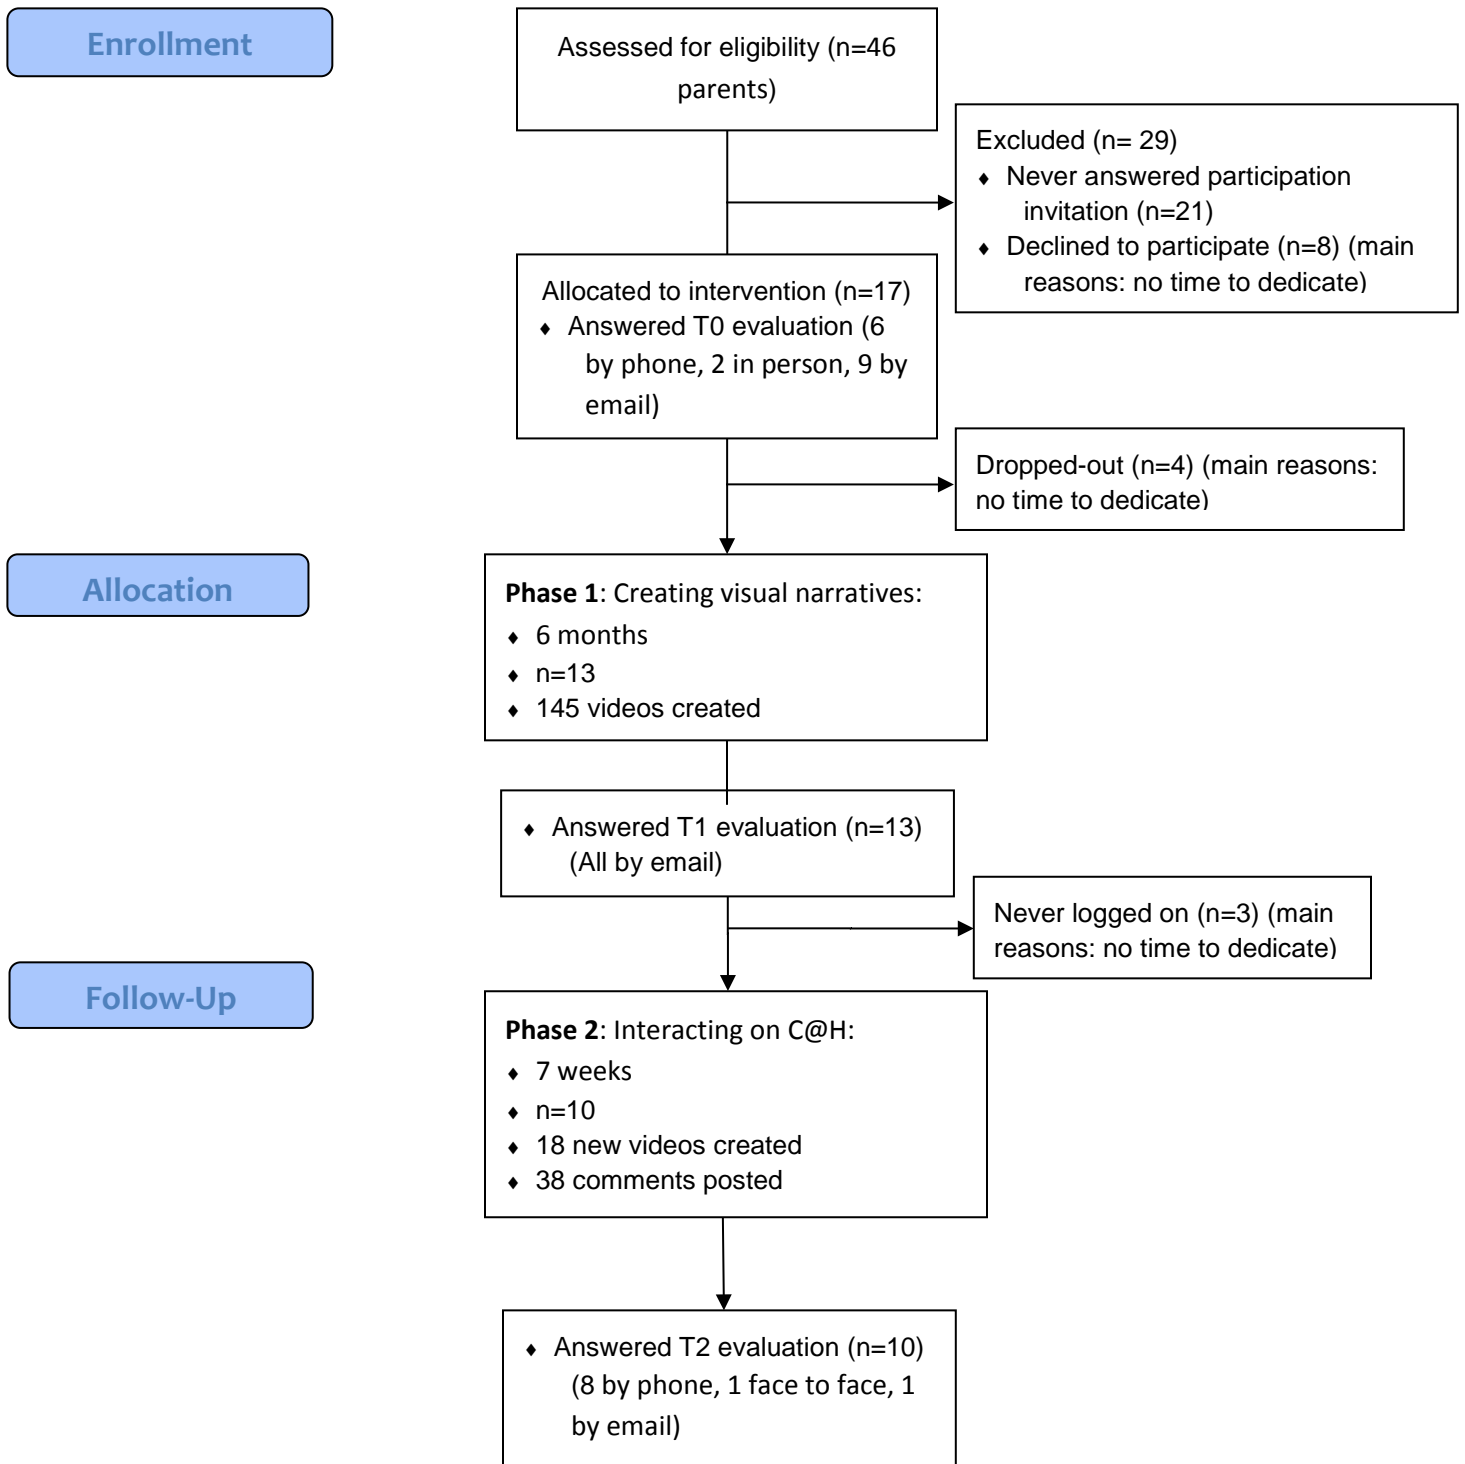 Enrollment
Assessed for eligibility (n=46
parents)
Excluded (n= 29)
♦ Never answered participation
invitation (n=21)
♦ Declined to participate (n=8) (main
reasons: no time to dedicate)
Allocated to intervention (n=17)
♦ Answered T0 evaluation (6
by phone, 2 in person, 9 by
email)
Dropped-out (n=4) (main reasons:
no time to dedicate)
Allocation
Phase 1: Creating visual narratives:
♦ 6 months
♦ n=13
♦ 145 videos created
♦ Answered T1 evaluation (n=13)
(All by email)
Never logged on (n=3) (main
reasons: no time to dedicate)
Follow-Up
Phase 2: Interacting on C@H:
♦ 7 weeks
♦ n=10
♦ 18 new videos created
♦ 38 comments posted
♦ Answered T2 evaluation (n=10)
(8 by phone, 1 face to face, 1
by email)